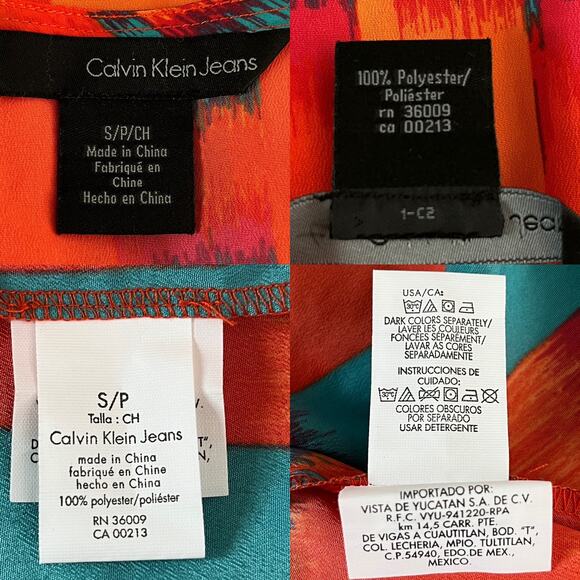 Calvin Klein Jeans
S/P/CH
Made in China
Fabriqué en
Chine
Hecho en China
100% Polyester/
Poliéster
rn 36009
ca 00213
1-C2
S/P
Talla : CH
Calvin Klein Jeans
made in China
fabriqué en Chine
hecho en China
100% polyester/poliéster
RN 36009
CA 00213
USA/CA:
DARK COLORS SEPARATELY/
LAVER LES COULEURS
FONCÉES SÉPARÉMENT/
LAVAR AS CORES
SEPARADAMENTE
INSTRUCCIONES DE
CUIDADO:
COLORES OBSCUROS
POR SEPARADO
USAR DETERGENTE
IMPORTADO POR:
VISTA DE YUCATAN S.A. DE C.V.
R.F.C. VYU-941220-RPA
km 14,5 CARR. PTE.
DE VIGAS A CUAUTITLAN, BOD. "T",
COL. LECHERIA, MPIO. TULTITLAN,
C.P.54940, EDO.DE MEX.,
MEXICO.